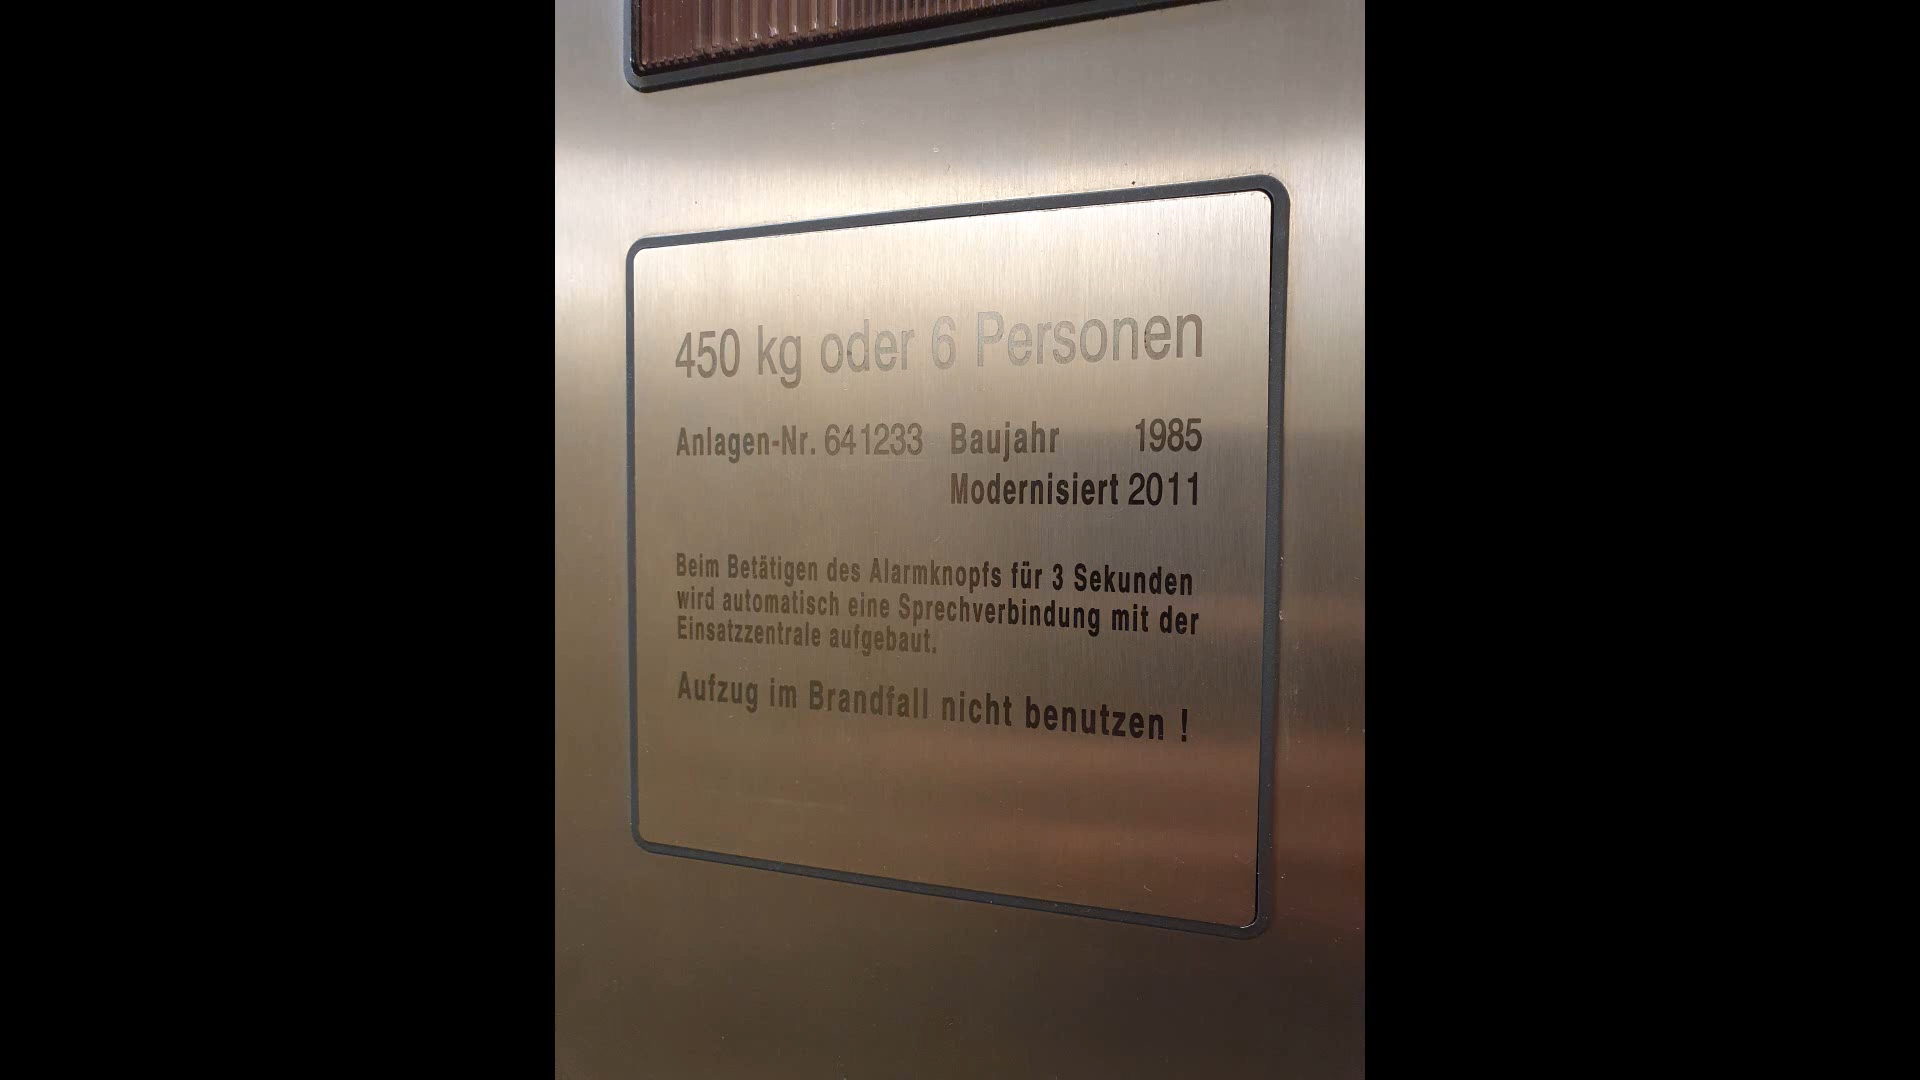 450 kg oder 6 Personen
Anlagen-Nr. 641233 Baujahr 1985
Modernisiert 2011
Beim Betätigen des Alarmknopfs für 3 Sekunden
wird automatisch eine Sprechverbindung mit der
Einsatzzentrale aufgebaut.
Aufzug im Brandfall nicht benutzen !